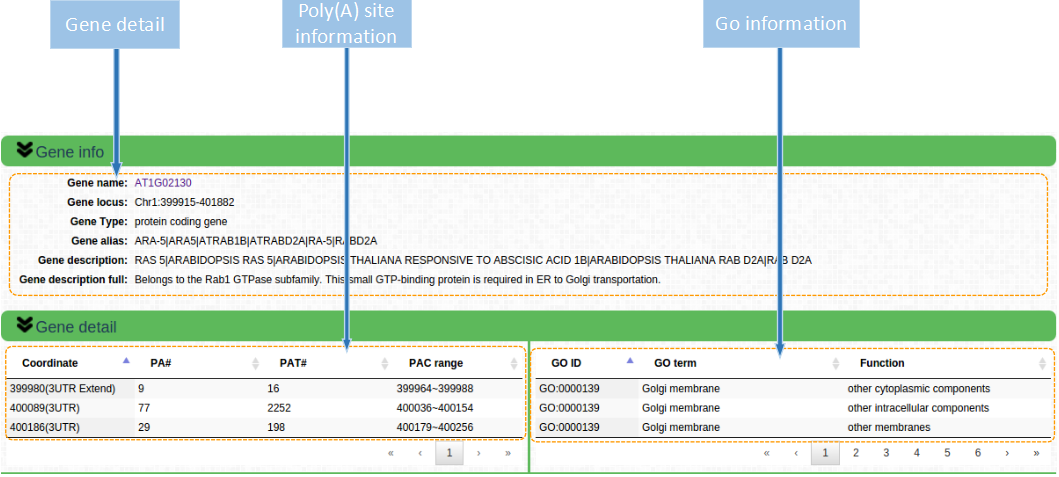 Gene detail
Poly(A) site
information
Go information
Gene info
Gene name: AT1G02130
Gene locus: Chr1:399915-401882
Gene Type: protein coding gene
Gene alias: ARA-5|ARA5|ATRAB1B|ATRABD2A|RA-5|RABD2A
Gene description: RAS 5|ARABIDOPSIS RAS 5|ARABIDOPSIS THALIANA RESPONSIVE TO ABSCISIC ACID 1B|ARABIDOPSIS THALIANA RAB D2A|RAB D2A
Gene description full: Belongs to the Rab1 GTPase subfamily. This small GTP-binding protein is required in ER to Golgi transportation.
Gene detail
Coordinate PA# PAT# PAC range
399980(3UTR Extend) 9 16 399964~399988
400089(3UTR) 77 2252 400036~400154
400186(3UTR) 29 198 400179~400256
« ‹ 1 › »
GO ID GO term Function
GO:0000139 Golgi membrane other cytoplasmic components
GO:0000139 Golgi membrane other intracellular components
GO:0000139 Golgi membrane other membranes
« ‹ 1 2 3 4 5 6 › »